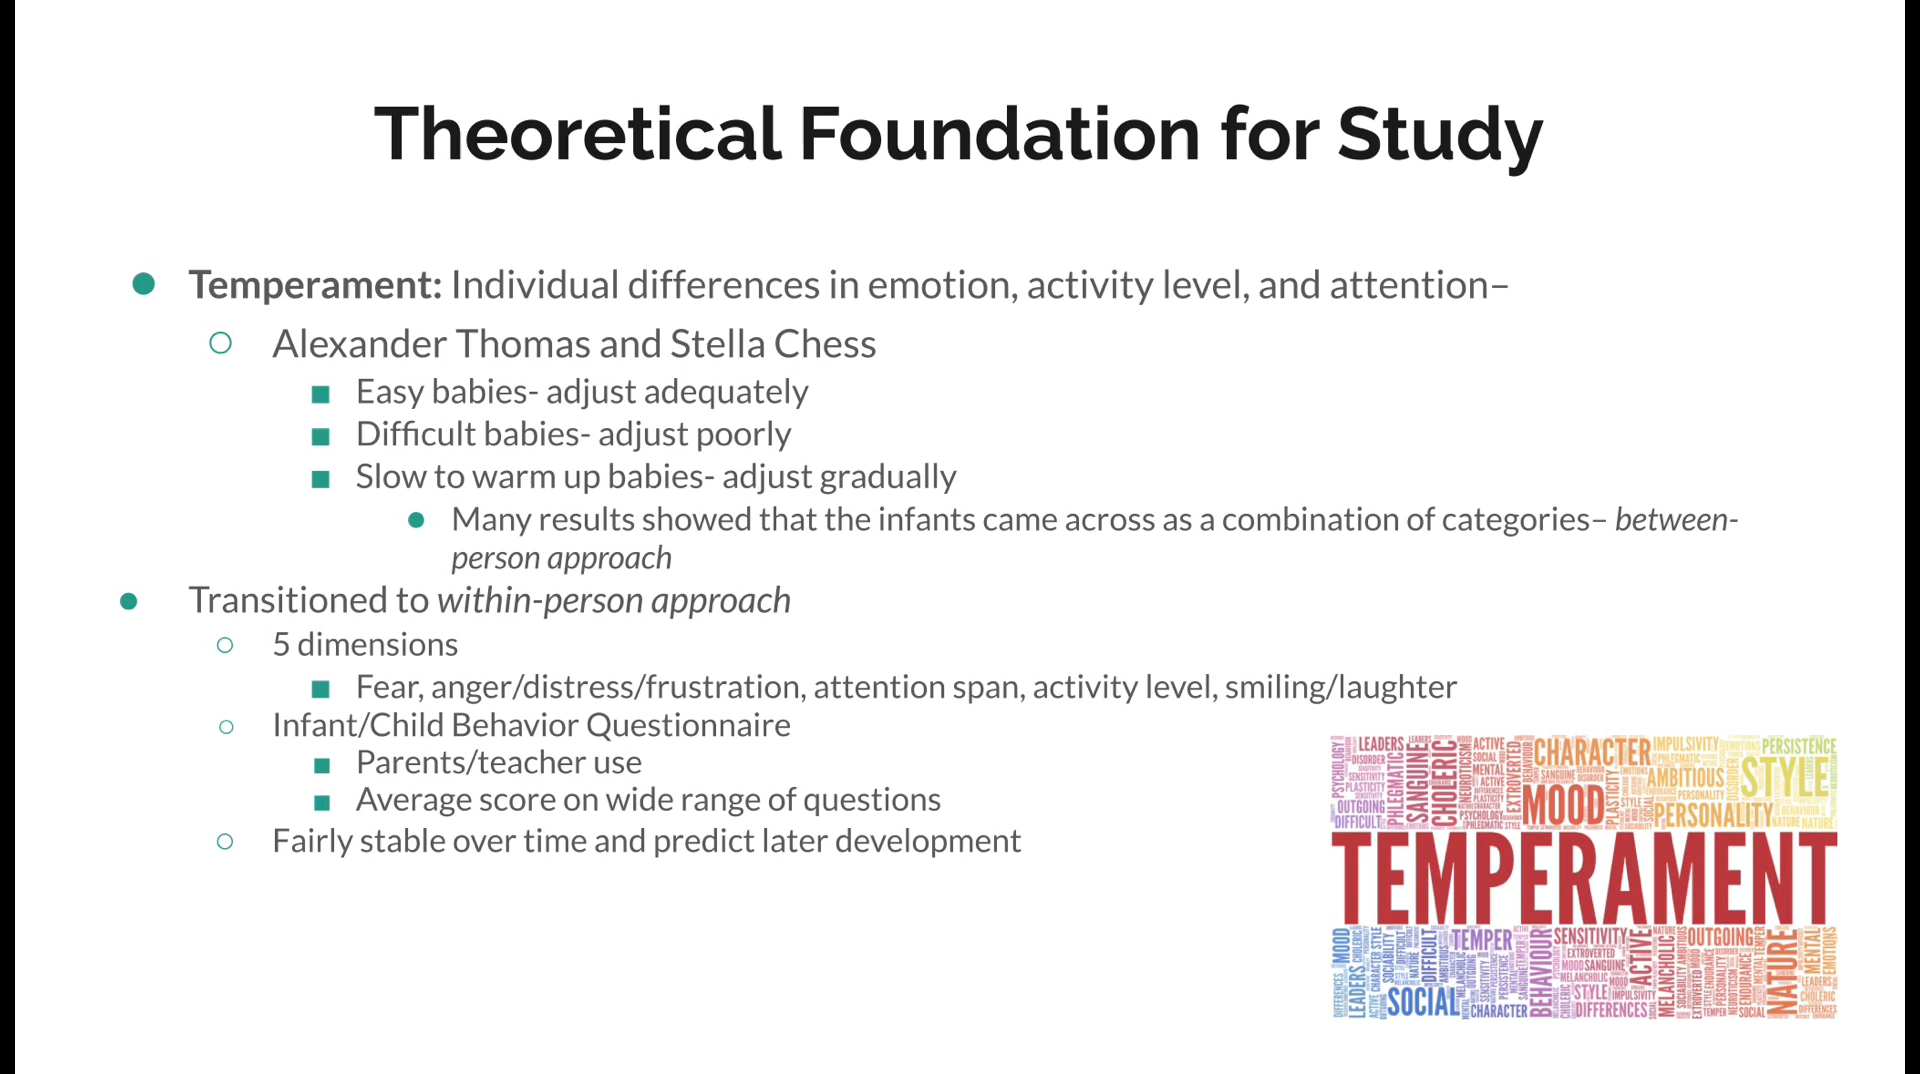 Theoretical Foundation for Study
● Temperament: Individual differences in emotion, activity level, and attention–
○ Alexander Thomas and Stella Chess
■ Easy babies- adjust adequately
■ Difficult babies- adjust poorly
■ Slow to warm up babies- adjust gradually
● Many results showed that the infants came across as a combination of categories– between-
person approach
● Transitioned to within-person approach
○ 5 dimensions
■ Fear, anger/distress/frustration, attention span, activity level, smiling/laughter
○ Infant/Child Behavior Questionnaire
■ Parents/teacher use
■ Average score on wide range of questions
○ Fairly stable over time and predict later development
PSYCHOLOGY
LEADERS
DISORDER
SENSITIVITY
PLASTICITY
OUTGOING
DIFFICULT
PHLEGMATIC
SANGUINE
CHOLERIC
NEUROTICISM
ACTIVE
SOCIAL
MENTAL
ACTIVE
EXTROVERTED
BEHAVIOUR
CHARACTER
MOOD
PLASTICITY
IMPULSIVITY
AMBITIOUS
PERSONALITY
PERSISTENCE
STYLE
TEMPERAMENT
MOOD
LEADERS
CHARACTER STYLE
SOCIABILITY
SOCIAL
DIFFICULT
TEMPER
CHARACTER
BEHAVIOUR
SENSITIVITY
EXTROVERTED
MOOD SANGUINE
MELANCHOLIC
STYLE
IMPULSIVITY
DIFFERENCES
ACTIVE
MELANCHOLIC
OUTGOING
ENDURANCE
SOCIAL
NATURE
MENTAL
EMOTIONS
LEADERS
CHOLERIC
DIFFERENCES